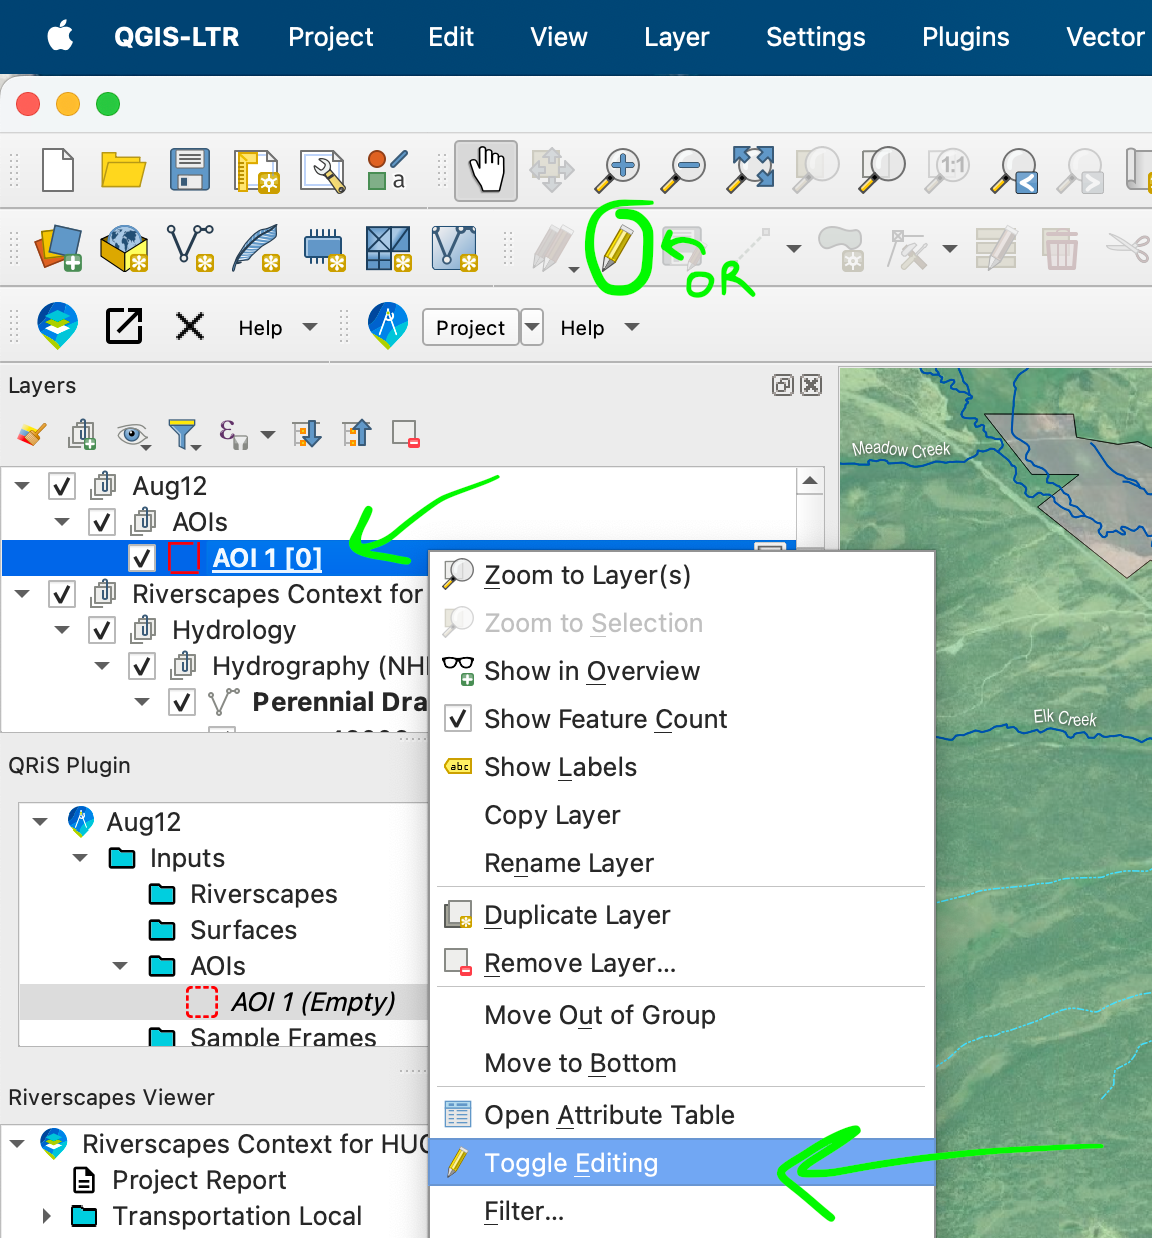 QGIS-LTR Project Edit View Layer Settings Plugins Vector
a 1:1
OR
Help Project Help
Layers
ε
Meadow Creek
Aug12
AOIs
AOI 1 [0]
Zoom to Layer(s)
Riverscapes Context for
Zoom to Selection
Hydrology
Hydrography (NH
Show in Overview
Perennial Dra
Show Feature Count
Elk Creek
QRiS Plugin
abc Show Labels
Aug12
Copy Layer
Inputs
Rename Layer
Riverscapes
Duplicate Layer
Surfaces
AOIs
Remove Layer...
AOI 1 (Empty)
Move Out of Group
Sample Frames
Move to Bottom
Riverscapes Viewer
Open Attribute Table
Riverscapes Context for HUC
Toggle Editing
Project Report
Filter...
Transportation Local